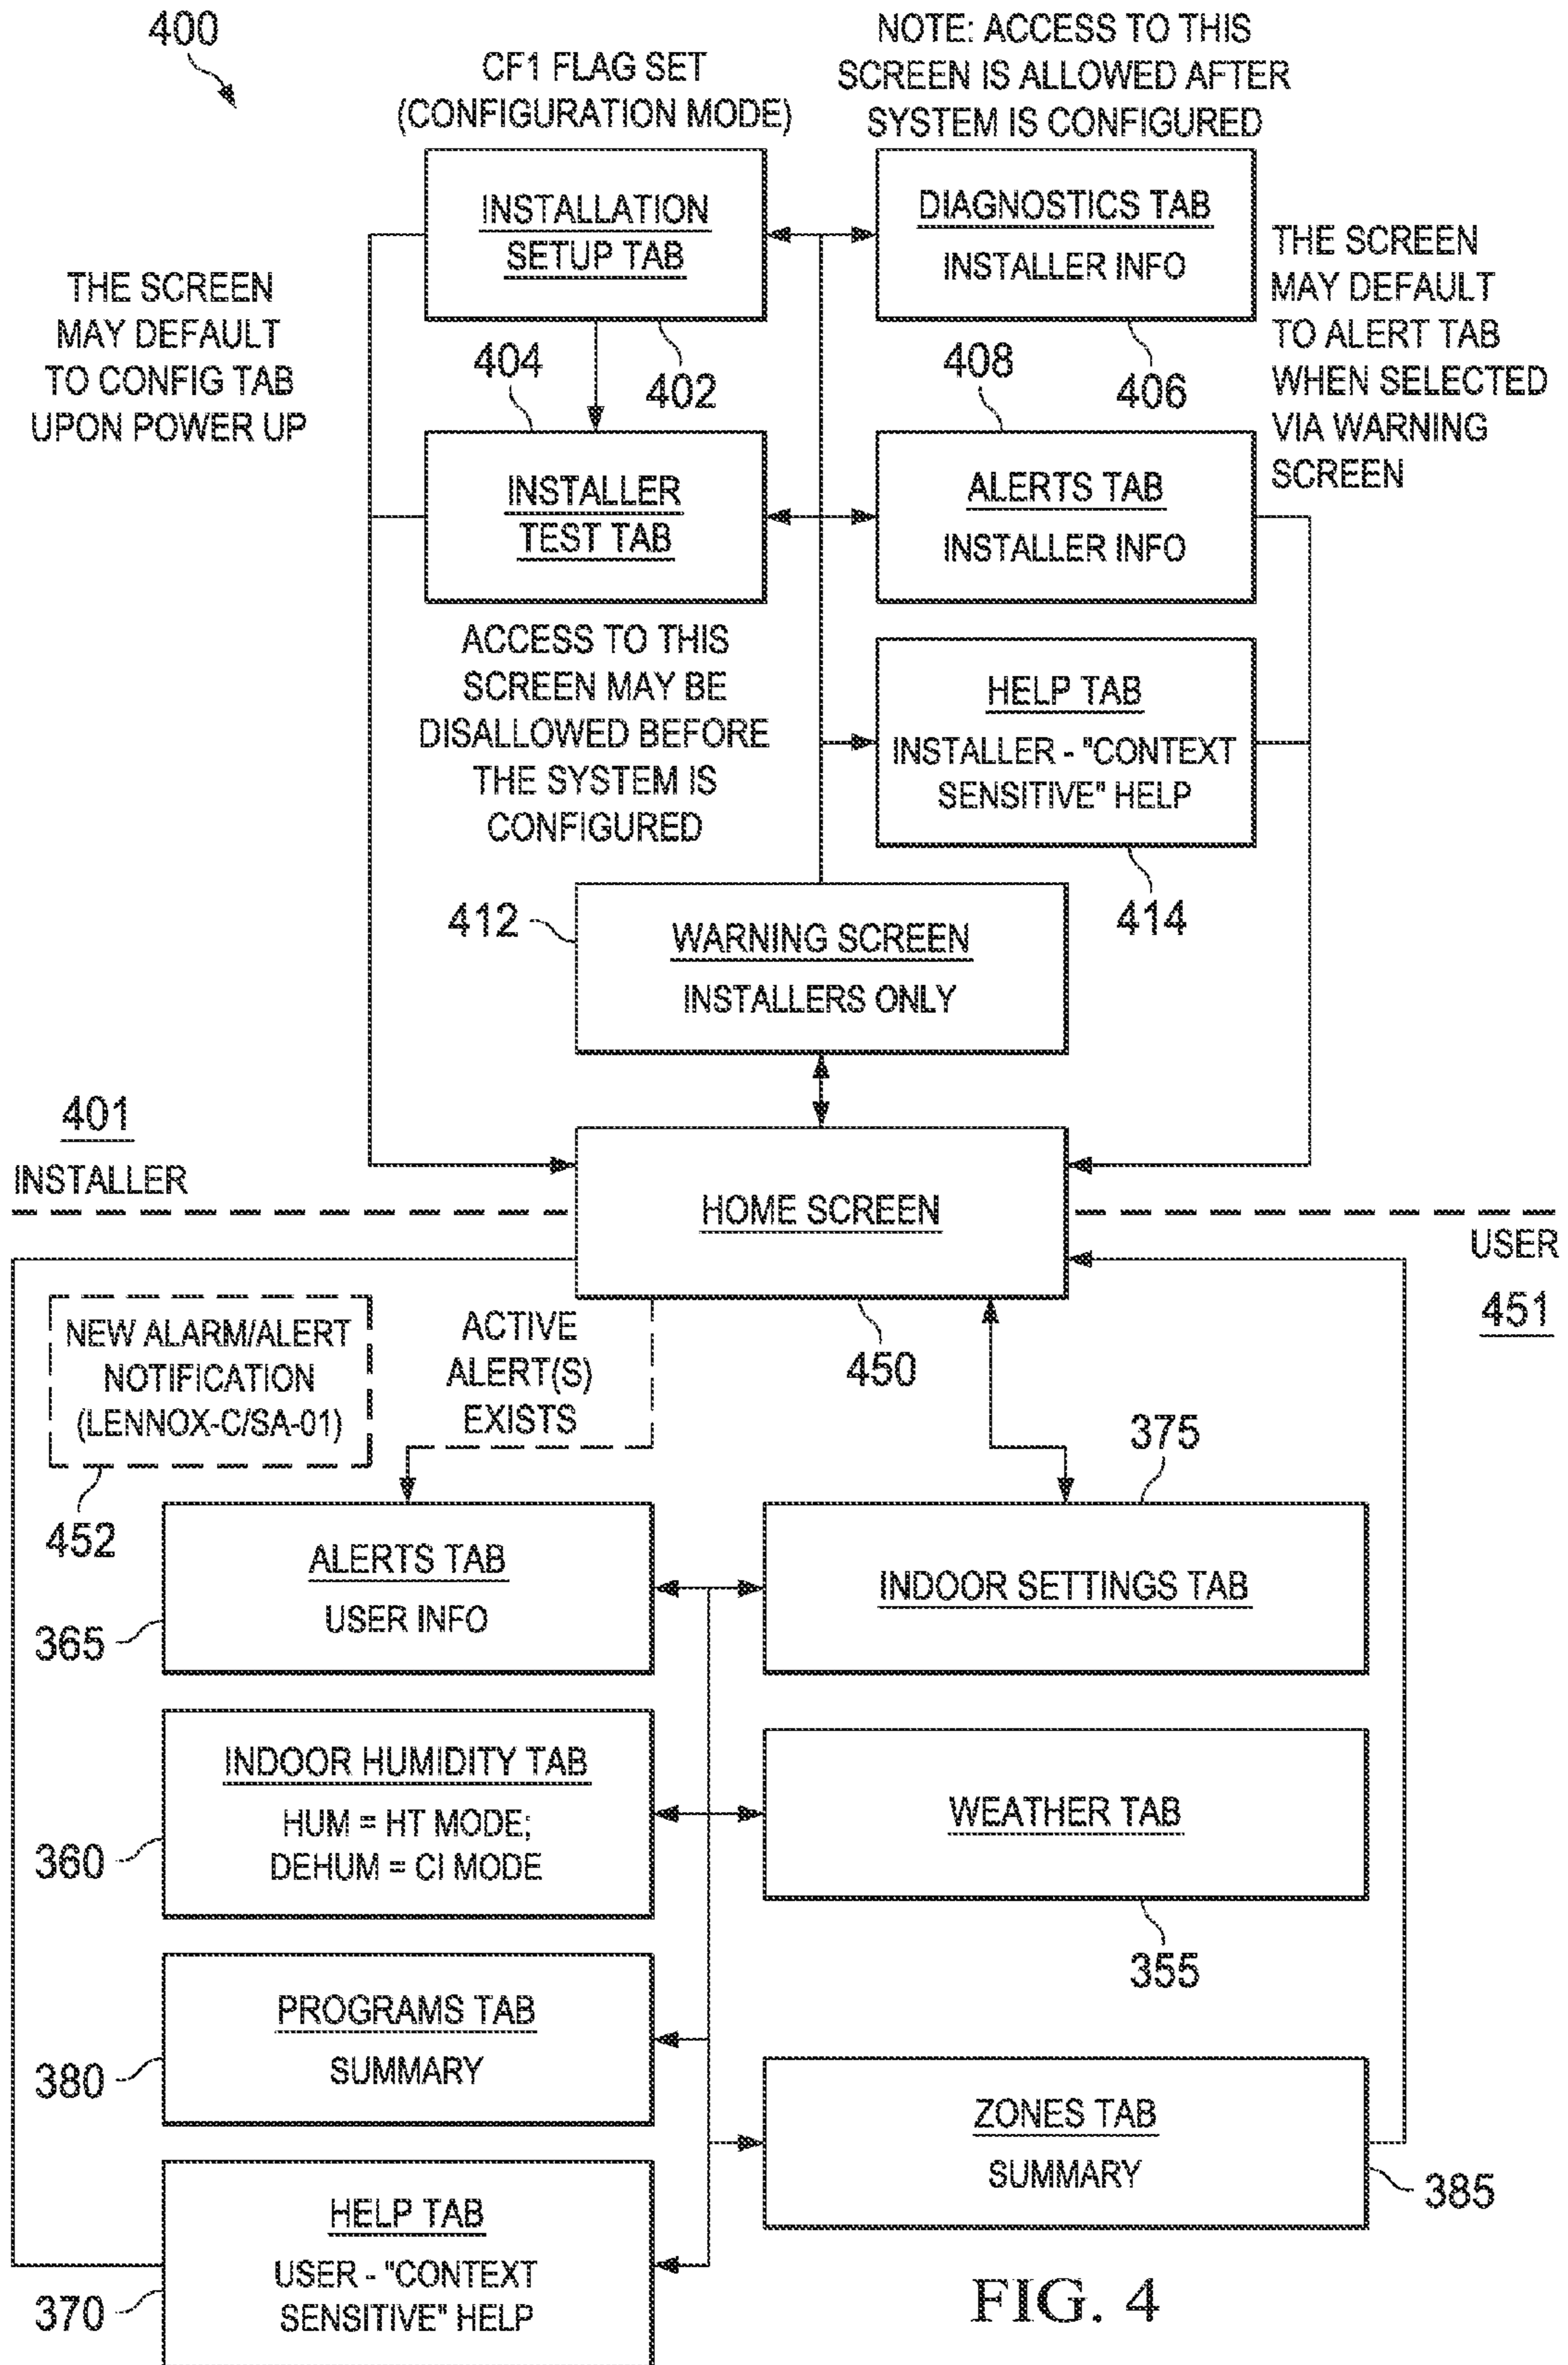 400
CF1 FLAG SET
(CONFIGURATION MODE)
NOTE: ACCESS TO THIS
SCREEN IS ALLOWED AFTER
SYSTEM IS CONFIGURED
INSTALLATION
SETUP TAB
DIAGNOSTICS TAB
INSTALLER INFO
THE SCREEN
MAY DEFAULT
TO CONFIG TAB
UPON POWER UP
THE SCREEN
MAY DEFAULT
TO ALERT TAB
WHEN SELECTED
VIA WARNING
SCREEN
404
402
408
406
INSTALLER
TEST TAB
ALERTS TAB
INSTALLER INFO
ACCESS TO THIS
SCREEN MAY BE
DISALLOWED BEFORE
THE SYSTEM IS
CONFIGURED
HELP TAB
INSTALLER - "CONTEXT
SENSITIVE" HELP
414
412
WARNING SCREEN
INSTALLERS ONLY
401
INSTALLER
HOME SCREEN
USER
451
450
NEW ALARM/ALERT
NOTIFICATION
(LENNOX-C/SA-01)
452
ACTIVE
ALERT(S)
EXISTS
375
ALERTS TAB
USER INFO
365
INDOOR SETTINGS TAB
INDOOR HUMIDITY TAB
HUM = HT MODE;
DEHUM = CI MODE
360
WEATHER TAB
355
PROGRAMS TAB
SUMMARY
380
ZONES TAB
SUMMARY
385
HELP TAB
USER - "CONTEXT
SENSITIVE" HELP
370
FIG. 4